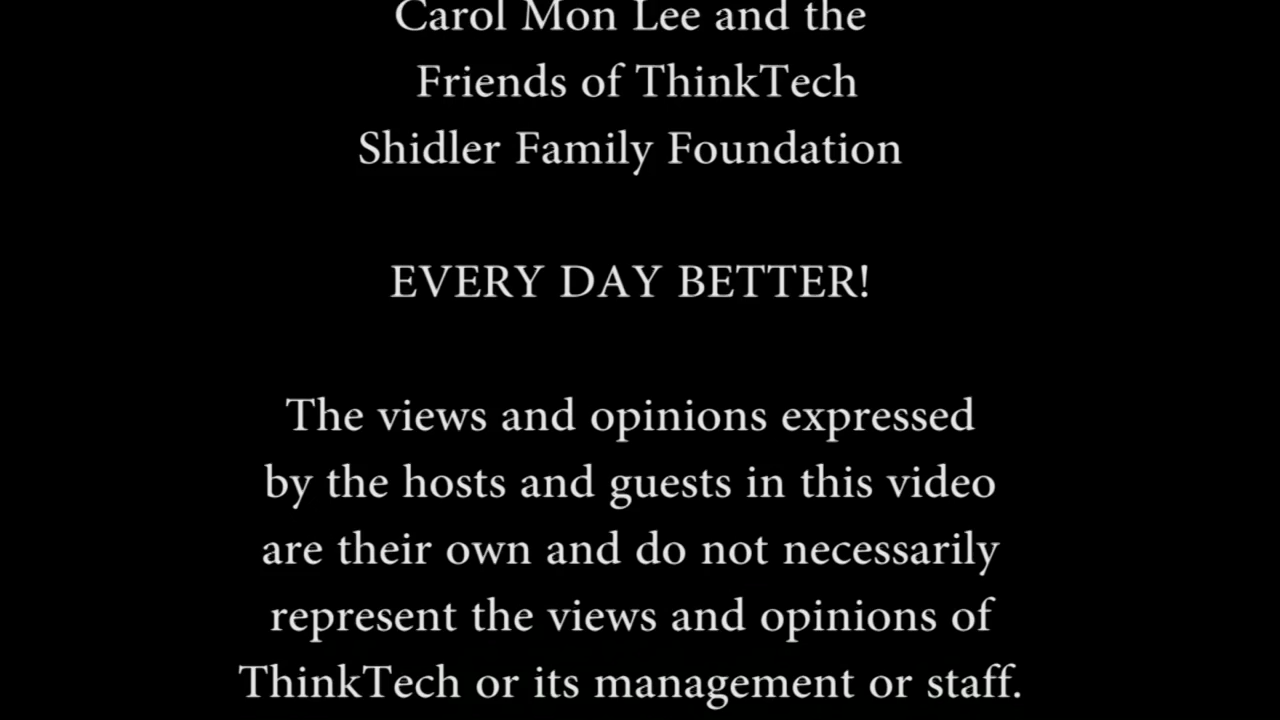 Carol Mon Lee and the
Friends of ThinkTech
Shidler Family Foundation
EVERY DAY BETTER!
The views and opinions expressed
by the hosts and guests in this video
are their own and do not necessarily
represent the views and opinions of
ThinkTech or its management or staff.